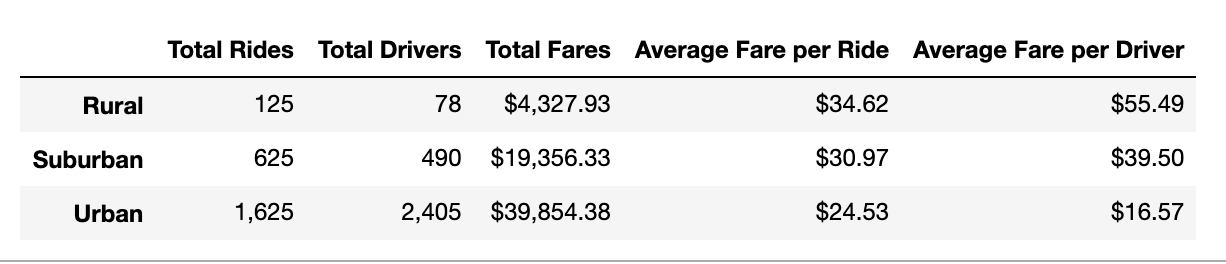 Total Rides Total Drivers Total Fares Average Fare per Ride Average Fare per Driver
Rural 125 78 $4,327.93 $34.62 $55.49
Suburban 625 490 $19,356.33 $30.97 $39.50
Urban 1,625 2,405 $39,854.38 $24.53 $16.57